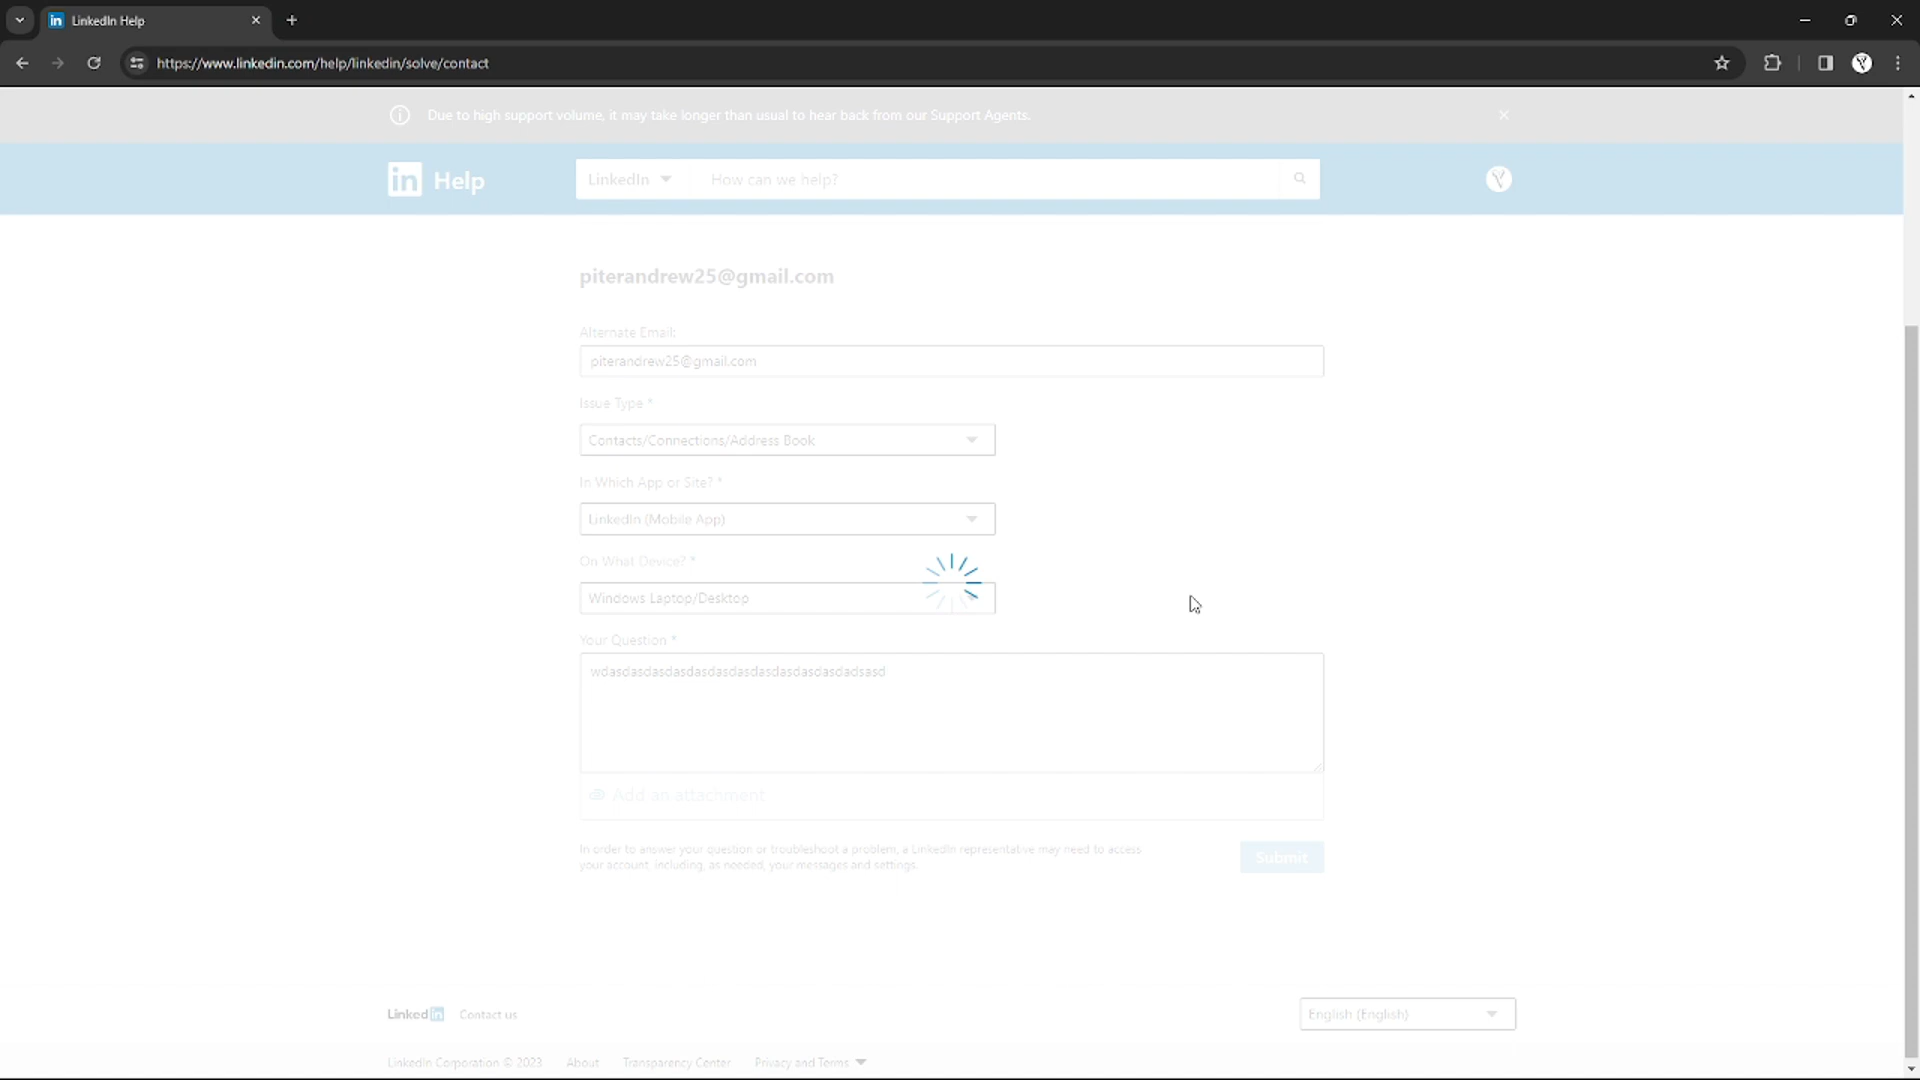 LinkedIn Help
https://www.linkedin.com/help/linkedin/solve/contact
Due to high support volume, it may take longer than usual to hear back from our Support Agents.
in Help
LinkedIn
How can we help?
piterandrew25@gmail.com
Alternate Email:
piterandrew25@gmail.com
Issue Type *
Contacts/Connections/Address Book
In Which App or Site? *
LinkedIn (Mobile App)
On What Device? *
Windows Laptop/Desktop
Your Question *
wdasdasdasdasdasdasdasdasdasdasdasdadsasd
Add an attachment
In order to answer your question or troubleshoot a problem, a LinkedIn representative may need to access
your account, including, as needed, your messages and settings.
Submit
LinkedIn Contact us
English (English)
LinkedIn Corporation © 2023 About Transparency Center Privacy and Terms